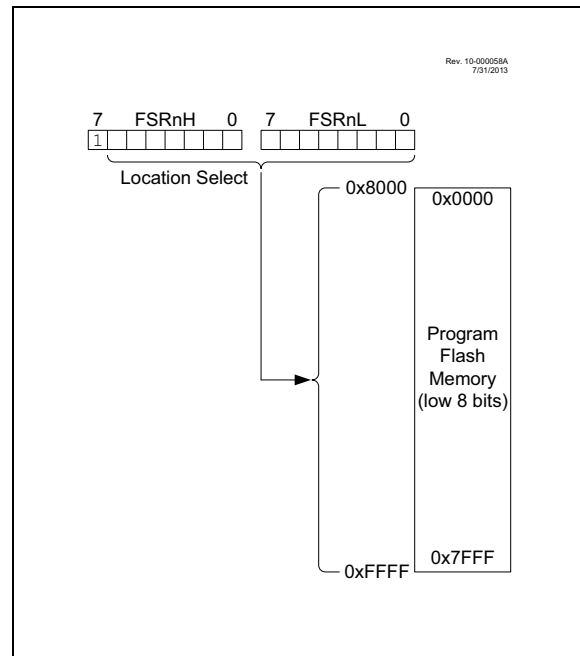 Rev. 10-000058A
7/31/2013
7 FSRnH 0 7 FSRnL 0
1
Location Select
0x8000 0x0000
Program
Flash
Memory
(low 8 bits)
0xFFFF 0x7FFF